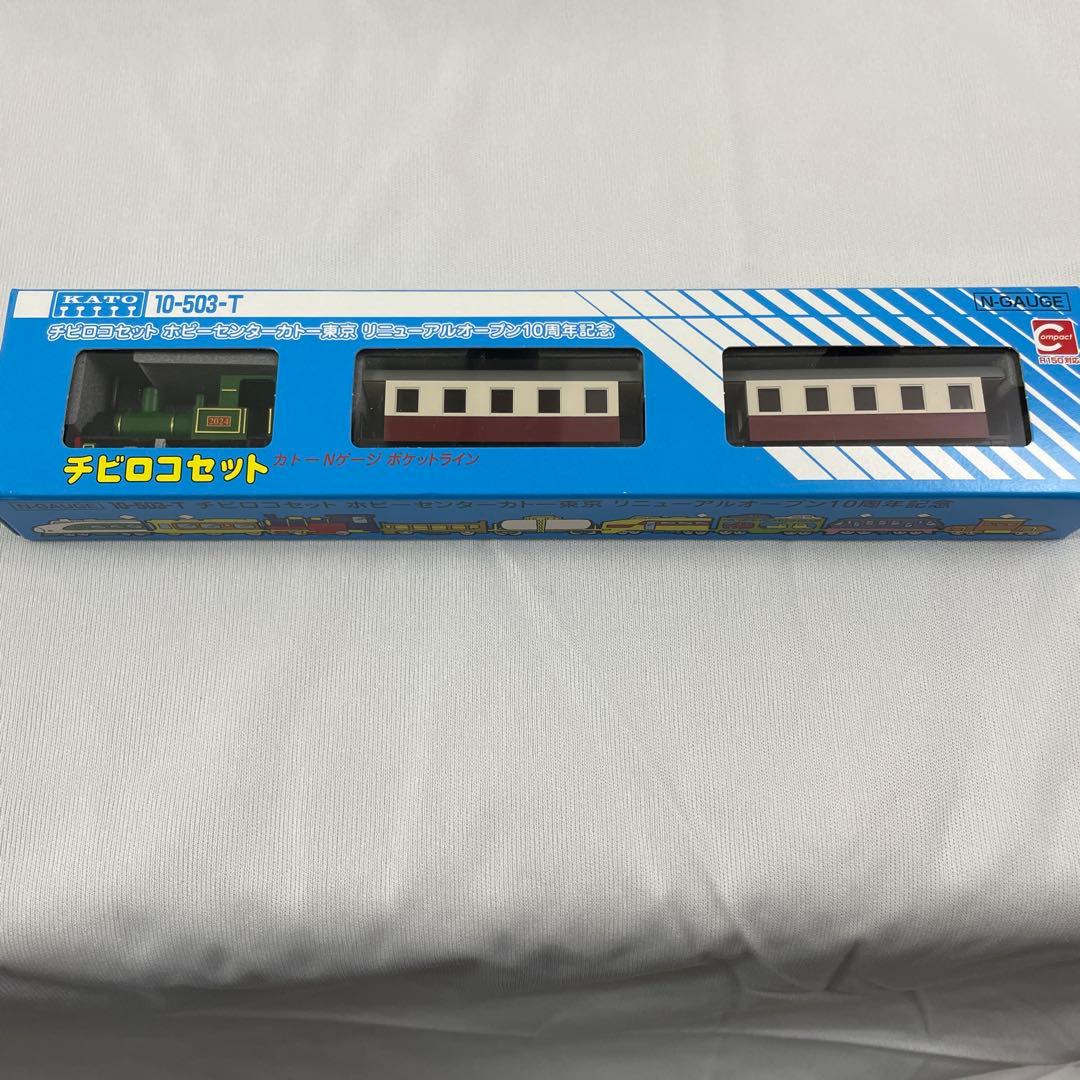 KATO 10-503-T
N-GAUGE
チビロコセット ホビーセンターカトー東京 リニューアルオープン10周年記念
Compact
R150対応
2024
チビロコセット カトーNゲージ ポケットライン
N-GAUGE 10-503-T チビロコセット ホビーセンターカトー東京 リニューアルオープン10周年記念